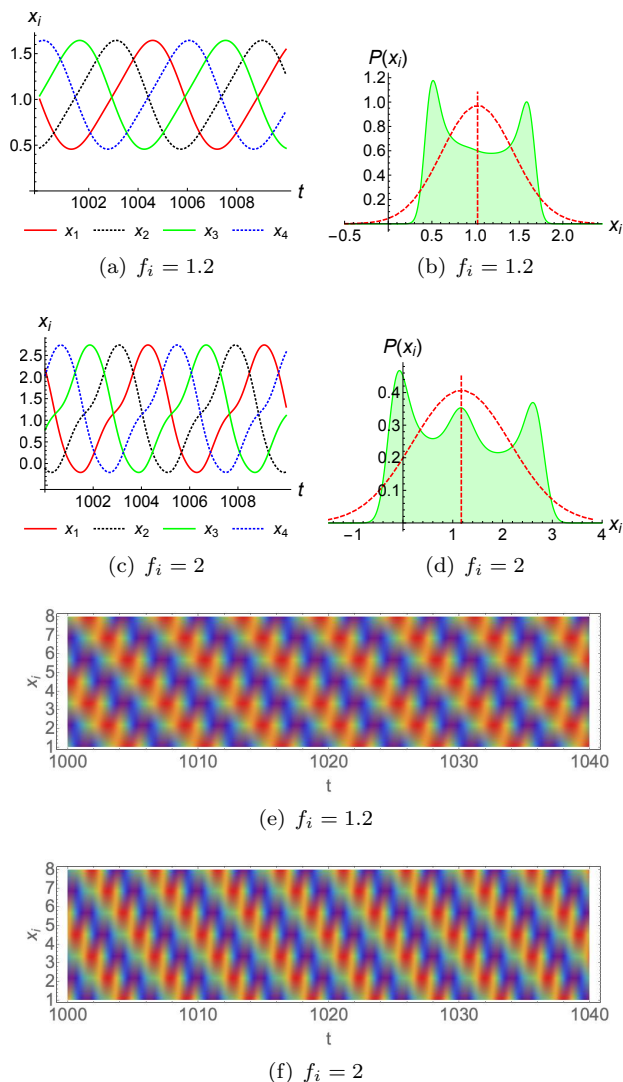 x_i
1.5
1.0
0.5
1002 1004 1006 1008 t
x_1 x_2 x_3 x_4
(a) f_i = 1.2
P(x_i)
1.2
1.0
0.8
0.6
0.4
0.2
−0.5 0.5 1.0 1.5 2.0 x_i
(b) f_i = 1.2
x_i
2.5
2.0
1.5
1.0
0.5
0.0
1002 1004 1006 1008 t
x_1 x_2 x_3 x_4
(c) f_i = 2
P(x_i)
0.4
0.3
0.2
0.1
−1 0 1 2 3 4 x_i
(d) f_i = 2
x_i
8
7
6
5
4
3
2
1
1000 1010 1020 1030 1040
t
(e) f_i = 1.2
x_i
8
7
6
5
4
3
2
1
1000 1010 1020 1030 1040
t
(f) f_i = 2